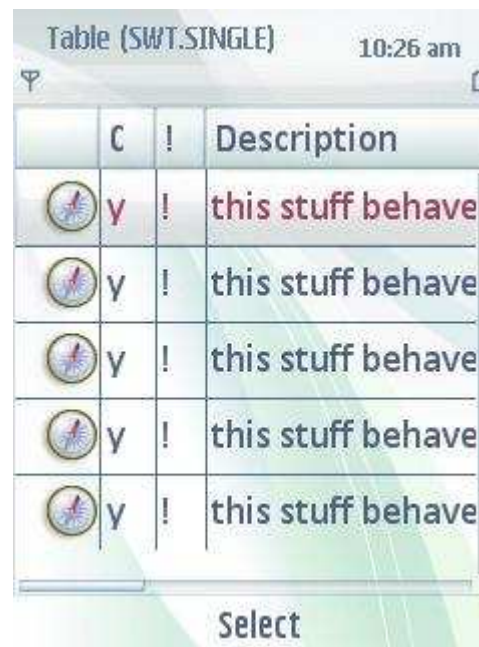 Table (SWT.SINGLE) 10:26 am
C ! Description
y ! this stuff behave
y ! this stuff behave
y ! this stuff behave
y ! this stuff behave
y ! this stuff behave
Select